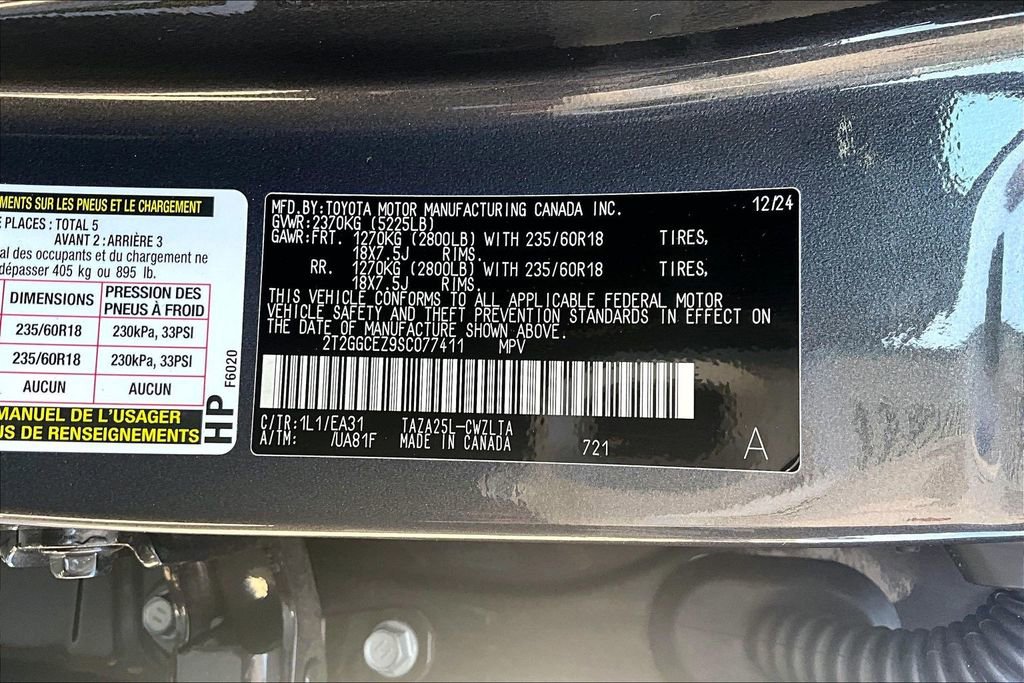 MENTS SUR LES PNEUS ET LE CHARGEMENT
E PLACES : TOTAL 5
AVANT 2 : ARRIÈRE 3
al des occupants et du chargement ne
dépasser 405 kg ou 895 lb.
DIMENSIONS PRESSION DES PNEUS À FROID
235/60R18 230kPa, 33PSI
235/60R18 230kPa, 33PSI
AUCUN AUCUN
MANUEL DE L'USAGER
US DE RENSEIGNEMENTS
HP F6020
MFD.BY:TOYOTA MOTOR MANUFACTURING CANADA INC. 12/24
GVWR:2370KG (5225LB)
GAWR:FRT. 1270KG (2800LB) WITH 235/60R18 TIRES,
18X7.5J RIMS.
RR. 1270KG (2800LB) WITH 235/60R18 TIRES,
18X7.5J RIMS.
THIS VEHICLE CONFORMS TO ALL APPLICABLE FEDERAL MOTOR
VEHICLE SAFETY AND THEFT PREVENTION STANDARDS IN EFFECT ON
THE DATE OF MANUFACTURE SHOWN ABOVE.
2T2GGCEZ9SC077411 MPV
C/TR:1L1/EA31 TAZA25L-CWZLTA
A/TM: /UA81F MADE IN CANADA 721 A